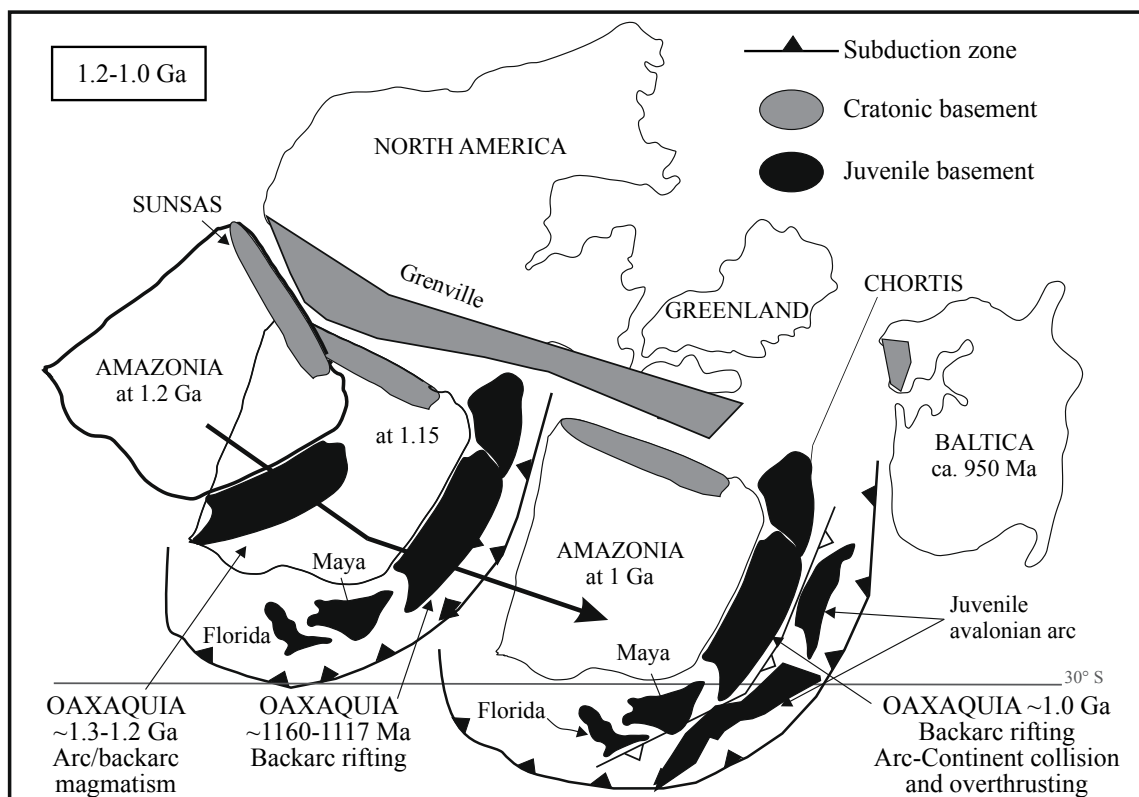 1.2-1.0 Ga
Subduction zone
Cratonic basement
Juvenile basement
NORTH AMERICA
SUNSAS
Grenville
GREENLAND
CHORTIS
AMAZONIA
at 1.2 Ga
at 1.15
BALTICA
ca. 950 Ma
AMAZONIA
at 1 Ga
Maya
Florida
Juvenile
avalonian arc
Maya
Florida
30° S
OAXAQUIA
~1.3-1.2 Ga
Arc/backarc
magmatism
OAXAQUIA
~1160-1117 Ma
Backarc rifting
OAXAQUIA ~1.0 Ga
Backarc rifting
Arc-Continent collision
and overthrusting